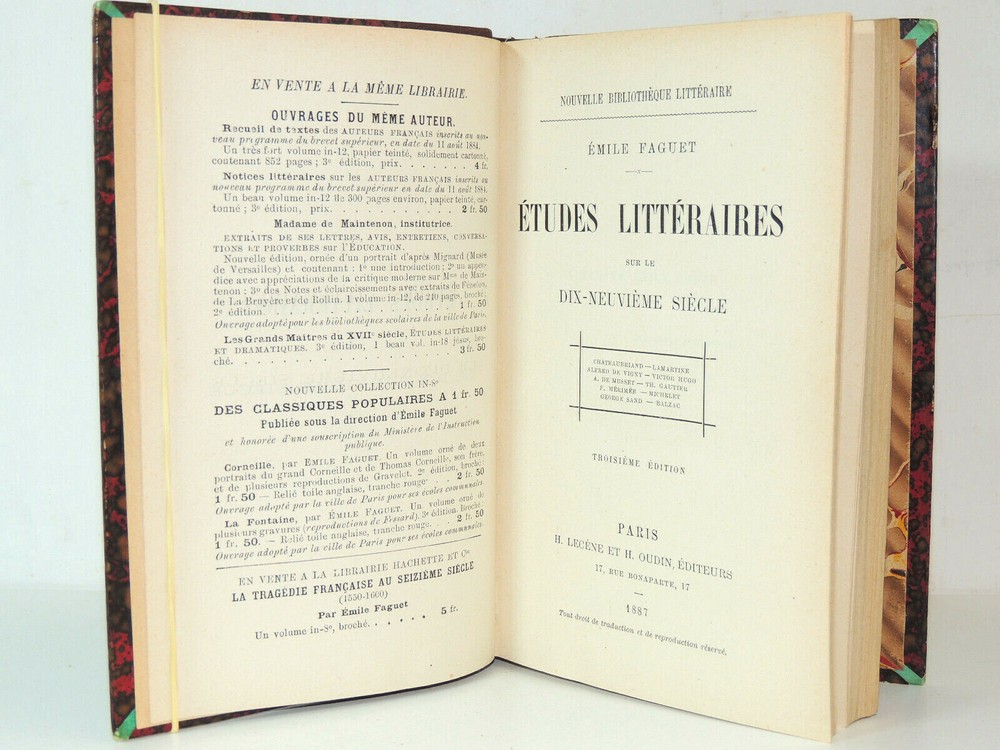 EN VENTE A LA MÊME LIBRAIRIE.
OUVRAGES DU MÊME AUTEUR.
Recueil de textes des AUTEURS FRANÇAIS inscrits au nou-
veau programme du brevet supérieur, en date du 11 août 1884.
Un très fort volume in-12, papier teinté, solidement cartonné,
contenant 852 pages ; 3e édition, prix. . . . . . . 4 fr.
Notices littéraires sur les AUTEURS FRANÇAIS inscrits au
nouveau programme du brevet supérieur en date du 11 août 1884.
Un beau volume in-12 de 300 pages environ, papier teinté, car-
tonné ; 3e édition, prix. . . . . . . . . . 2 fr. 50
Madame de Maintenon, institutrice.
EXTRAITS DE SES LETTRES, AVIS, ENTRETIENS, CONVERSA-
TIONS ET PROVERBES sur l'ÉDUCATION.
Nouvelle édition, ornée d'un portrait d'après Mignard (Musée
de Versailles) et contenant : 1o une introduction ; 2o un appen-
dice avec appréciations de la critique moderne sur Mme de Main-
tenon ; 3o des Notes et éclaircissements avec extraits de Fénelon,
de La Bruyère et de Rollin. 1 volume in-12, de 240 pages, broché;
2e édition. . . . . . . . . . . . . . 1 fr. 50
Ouvrage adopté pour les bibliothèques scolaires de la ville de Paris.
Les Grands Maîtres du XVIIe siècle, ÉTUDES LITTÉRAIRES
ET DRAMATIQUES. 3e édition, 1 beau vol. in-18 jésus, bro-
ché. . . . . . . . . . . . . . . . 3 fr. 50
NOUVELLE COLLECTION IN-8o
DES CLASSIQUES POPULAIRES A 1 fr. 50
Publiée sous la direction d'Émile Faguet
et honorée d'une souscription du Ministère de l'Instruction
publique.
Corneille, par ÉMILE FAGUET. Un volume orné de deux
portraits du grand Corneille et de Thomas Corneille, son frère,
et de plusieurs reproductions de Gravelot. 2e édition, broché:
1 fr. 50 — Relié toile anglaise, tranche rouge. . . 2 fr. 50
Ouvrage adopté par la ville de Paris pour ses écoles communales.
La Fontaine, par ÉMILE FAGUET. Un volume orné de
plusieurs gravures (reproductions de Fessard). 3e édition. Broché:
1 fr. 50. — Relié toile anglaise, tranche rouge. . . 2 fr. 50
Ouvrage adopté par la ville de Paris pour ses écoles communales.
EN VENTE A LA LIBRAIRIE HACHETTE ET Cie
LA TRAGÉDIE FRANÇAISE AU SEIZIÈME SIÈCLE
(1550-1600)
Par Émile Faguet
Un volume in-8o, broché. . . . . . 5 fr.
NOUVELLE BIBLIOTHÈQUE LITTÉRAIRE
ÉMILE FAGUET
ÉTUDES LITTÉRAIRES
SUR LE
DIX-NEUVIÈME SIÈCLE
CHATEAUBRIAND — LAMARTINE
ALFRED DE VIGNY — VICTOR HUGO
A. DE MUSSET — TH. GAUTIER
P. MÉRIMÉE — MICHELET
GEORGE SAND — BALZAC
TROISIÈME ÉDITION
PARIS
H. LECÈNE ET H. OUDIN, ÉDITEURS
17, RUE BONAPARTE, 17
1887
Tout droit de traduction et de reproduction réservé.